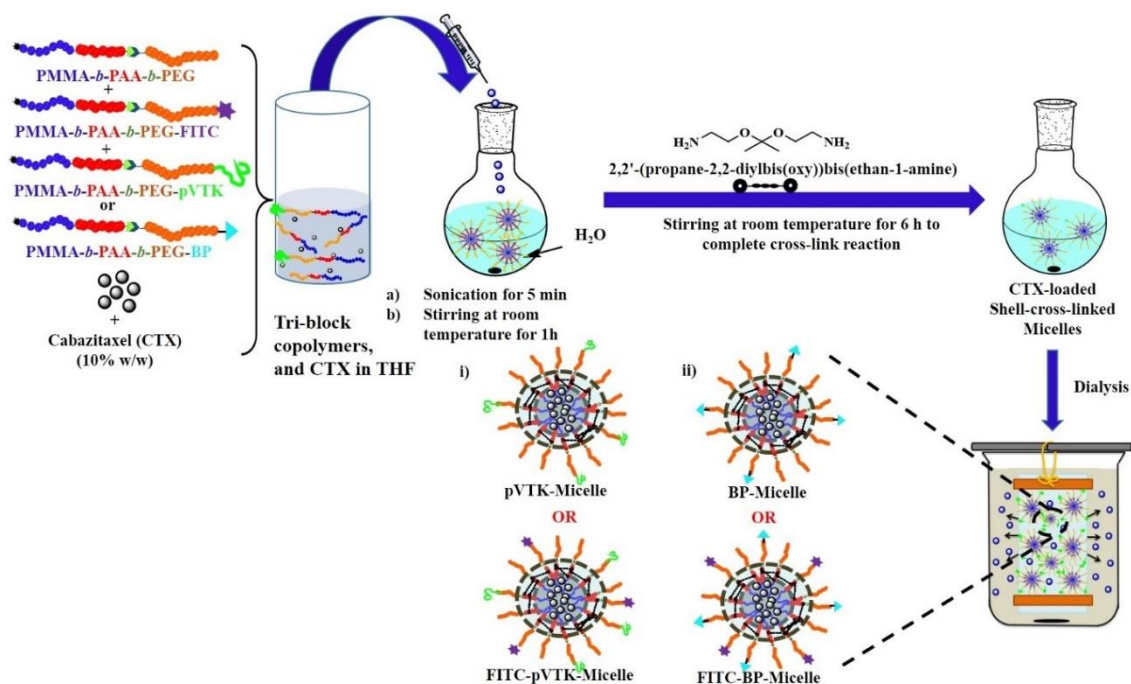 PMMA-b-PAA-b-PEG
+
PMMA-b-PAA-b-PEG-FITC
+
PMMA-b-PAA-b-PEG-pVTK
or
PMMA-b-PAA-b-PEG-BP
+
Cabazitaxel (CTX)
(10% w/w)
Tri-block
copolymers,
and CTX in THF
H₂O
a) Sonication for 5 min
b) Stirring at room
temperature for 1h
H₂N O O NH₂
2,2'-(propane-2,2-diylbis(oxy))bis(ethan-1-amine)
Stirring at room temperature for 6 h to
complete cross-link reaction
CTX-loaded
Shell-cross-linked
Micelles
Dialysis
i)
pVTK-Micelle
OR
FITC-pVTK-Micelle
ii)
BP-Micelle
OR
FITC-BP-Micelle